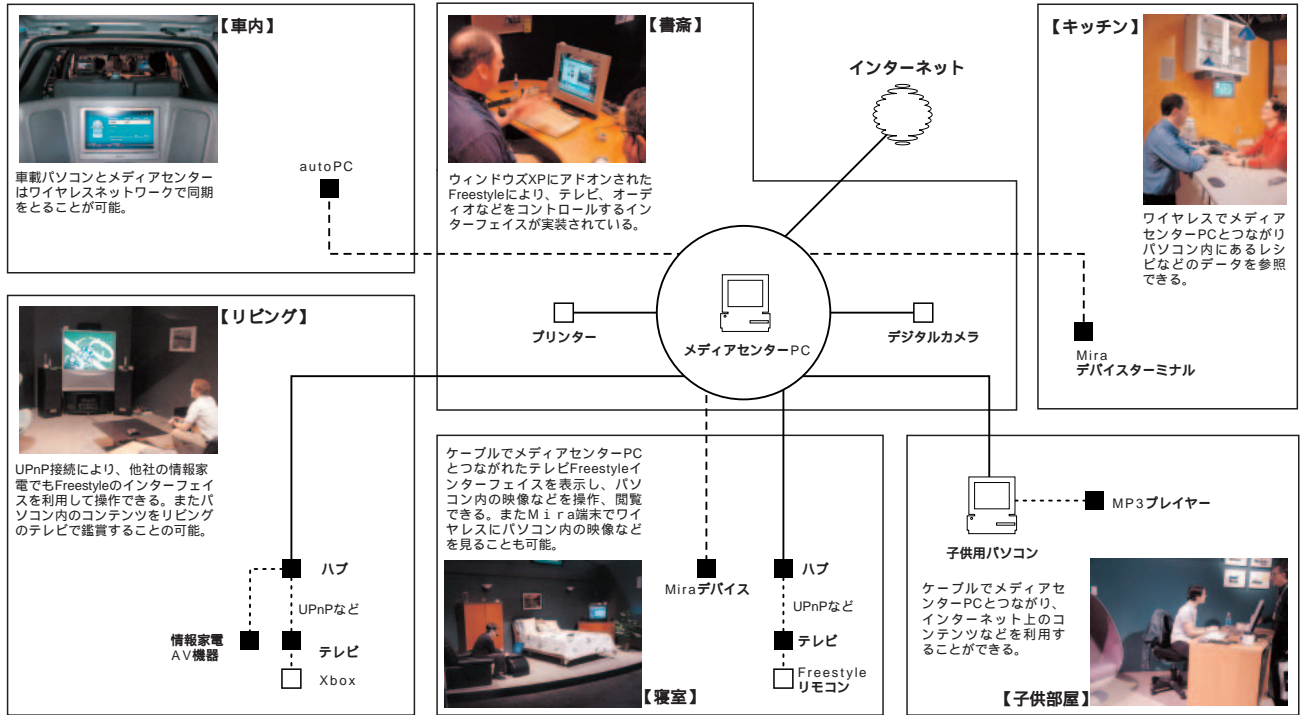 【車内】
車載パソコンとメディアセンター
はワイヤレスネットワークで同期
をとることが可能。
autoPC
【書斎】
ウィンドウズXPにアドオンされた
Freestyleにより、テレビ、オーデ
ィオなどをコントロールするイン
ターフェイスが実装されている。
インターネット
プリンター
メディアセンターPC
デジタルカメラ
【キッチン】
ワイヤレスでメディア
センターPCとつながり
パソコン内にあるレシ
ピなどのデータを参照
できる。
Mira
デバイスターミナル
【リビング】
UPnP接続により、他社の情報家
電でもFreestyleのインターフェイ
スを利用して操作できる。またパ
ソコン内のコンテンツをリビング
のテレビで鑑賞することの可能。
ハブ
UPnPなど
情報家電
AV機器
テレビ
Xbox
ケーブルでメディアセンターPC
とつながれたテレビFreestyleイ
ンターフェイスを表示し、パソ
コン内の映像などを操作、閲覧
できる。またMira端末でワイ
ヤレスにパソコン内の映像など
を見ることも可能。
Miraデバイス
ハブ
UPnPなど
テレビ
Freestyle
リモコン
【寝室】
子供用パソコン
MP3プレイヤー
ケーブルでメディアセ
ンターPCとつながり、
インターネット上のコ
ンテンツなどを利用す
ることができる。
【子供部屋】